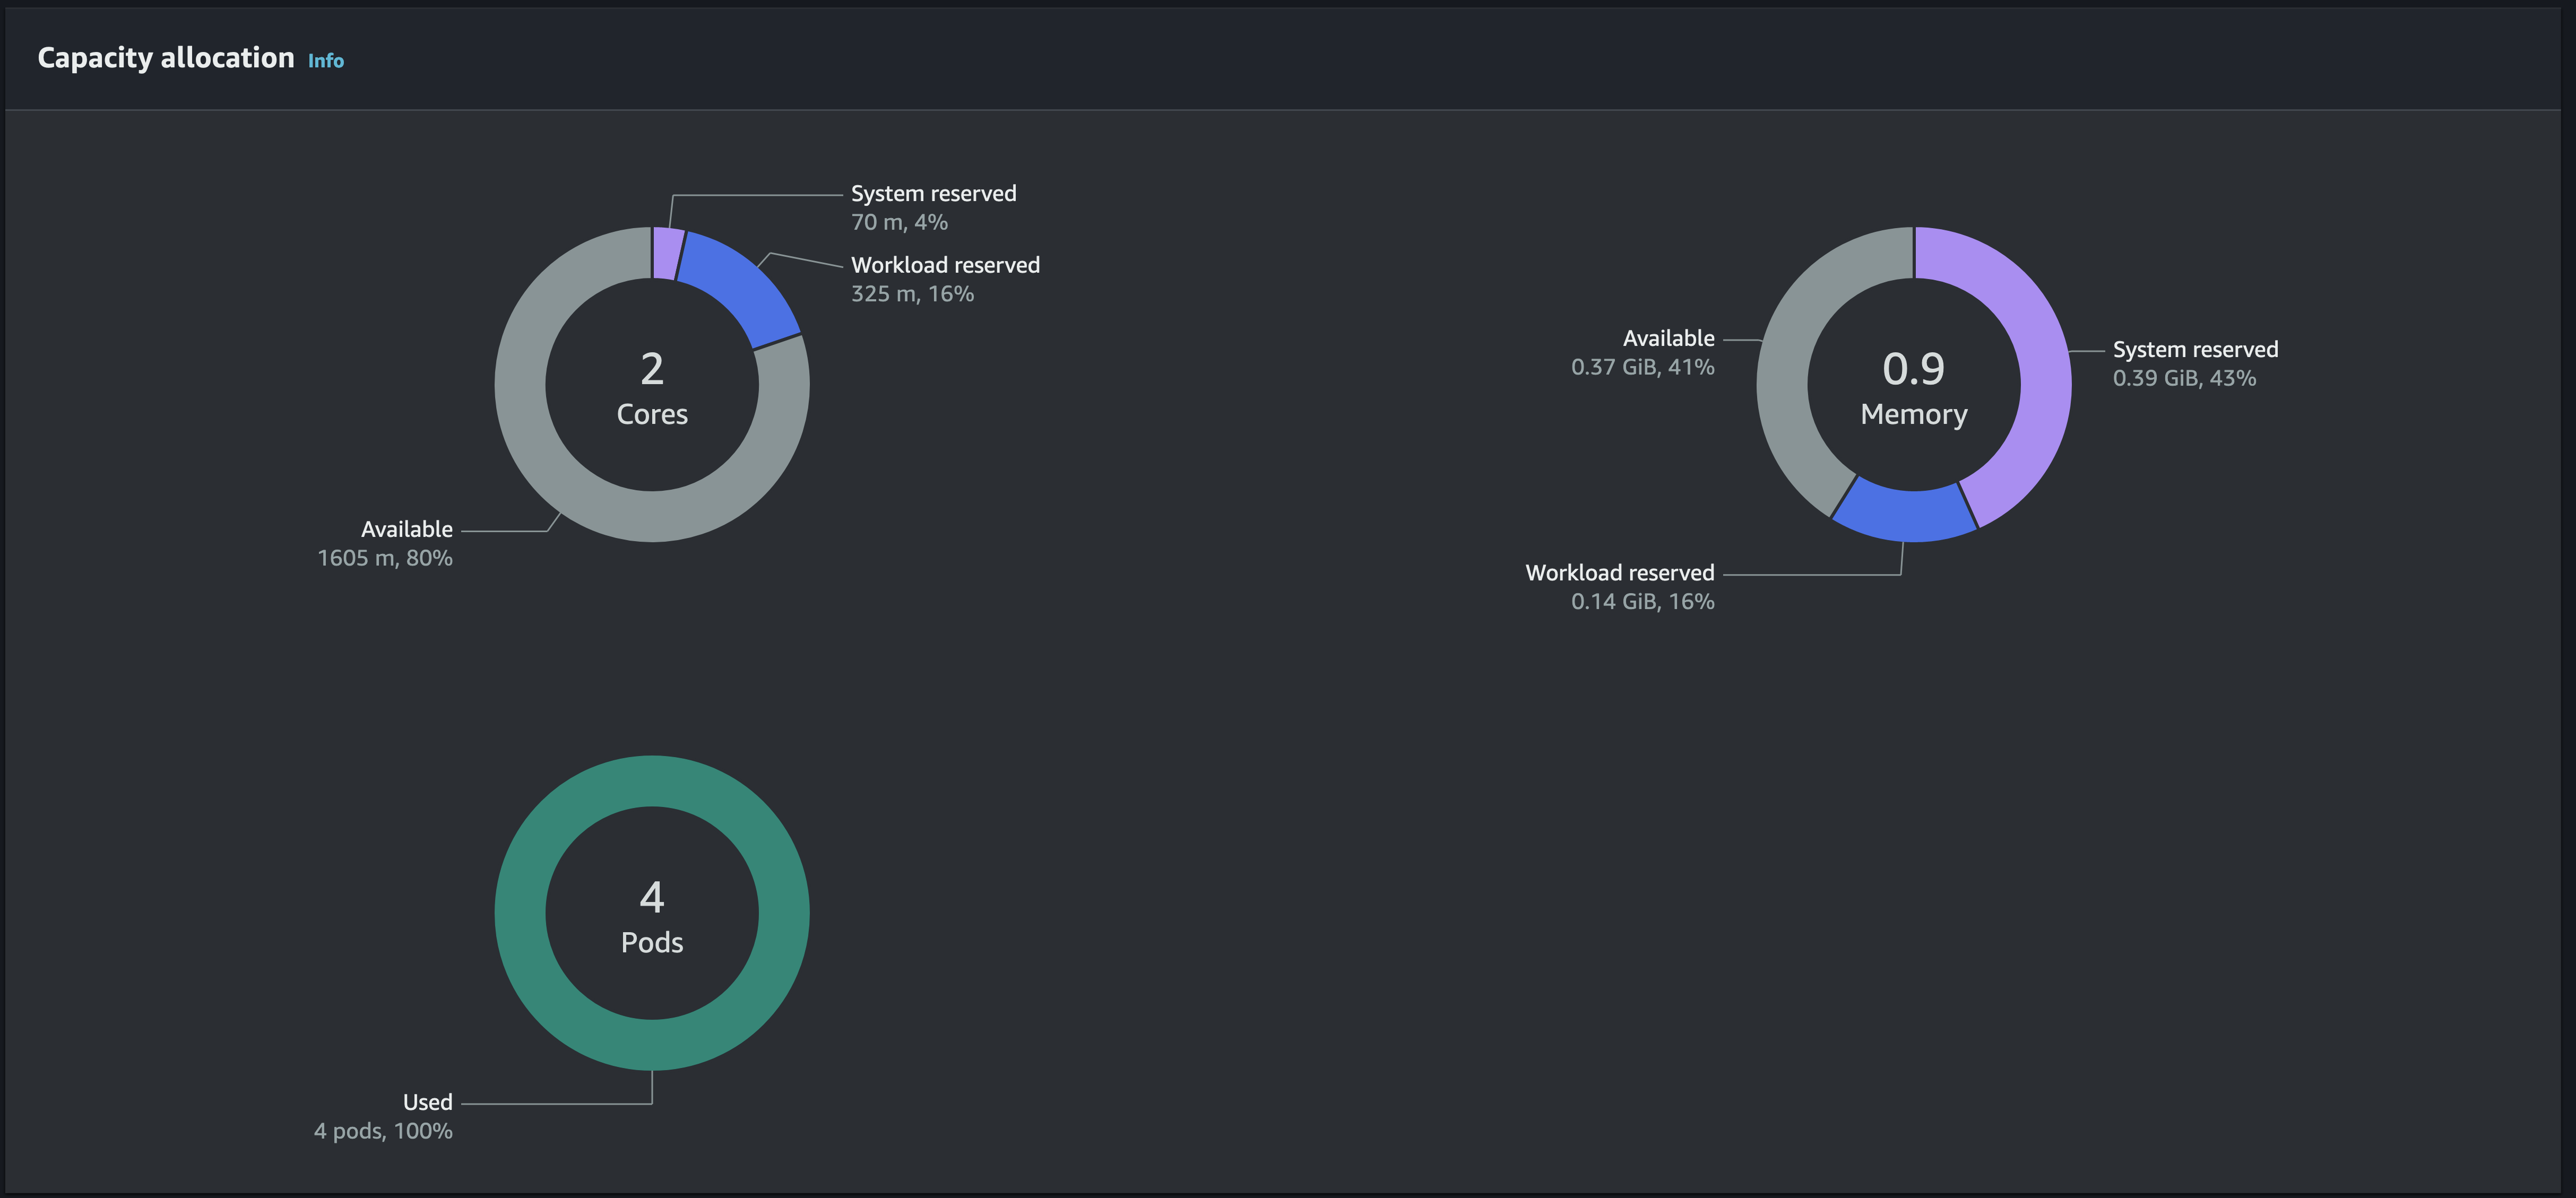 Capacity allocation Info
System reserved
70 m, 4%
Workload reserved
325 m, 16%
2
Cores
Available
1605 m, 80%
Available
0.37 GiB, 41%
0.9
Memory
System reserved
0.39 GiB, 43%
Workload reserved
0.14 GiB, 16%
4
Pods
Used
4 pods, 100%